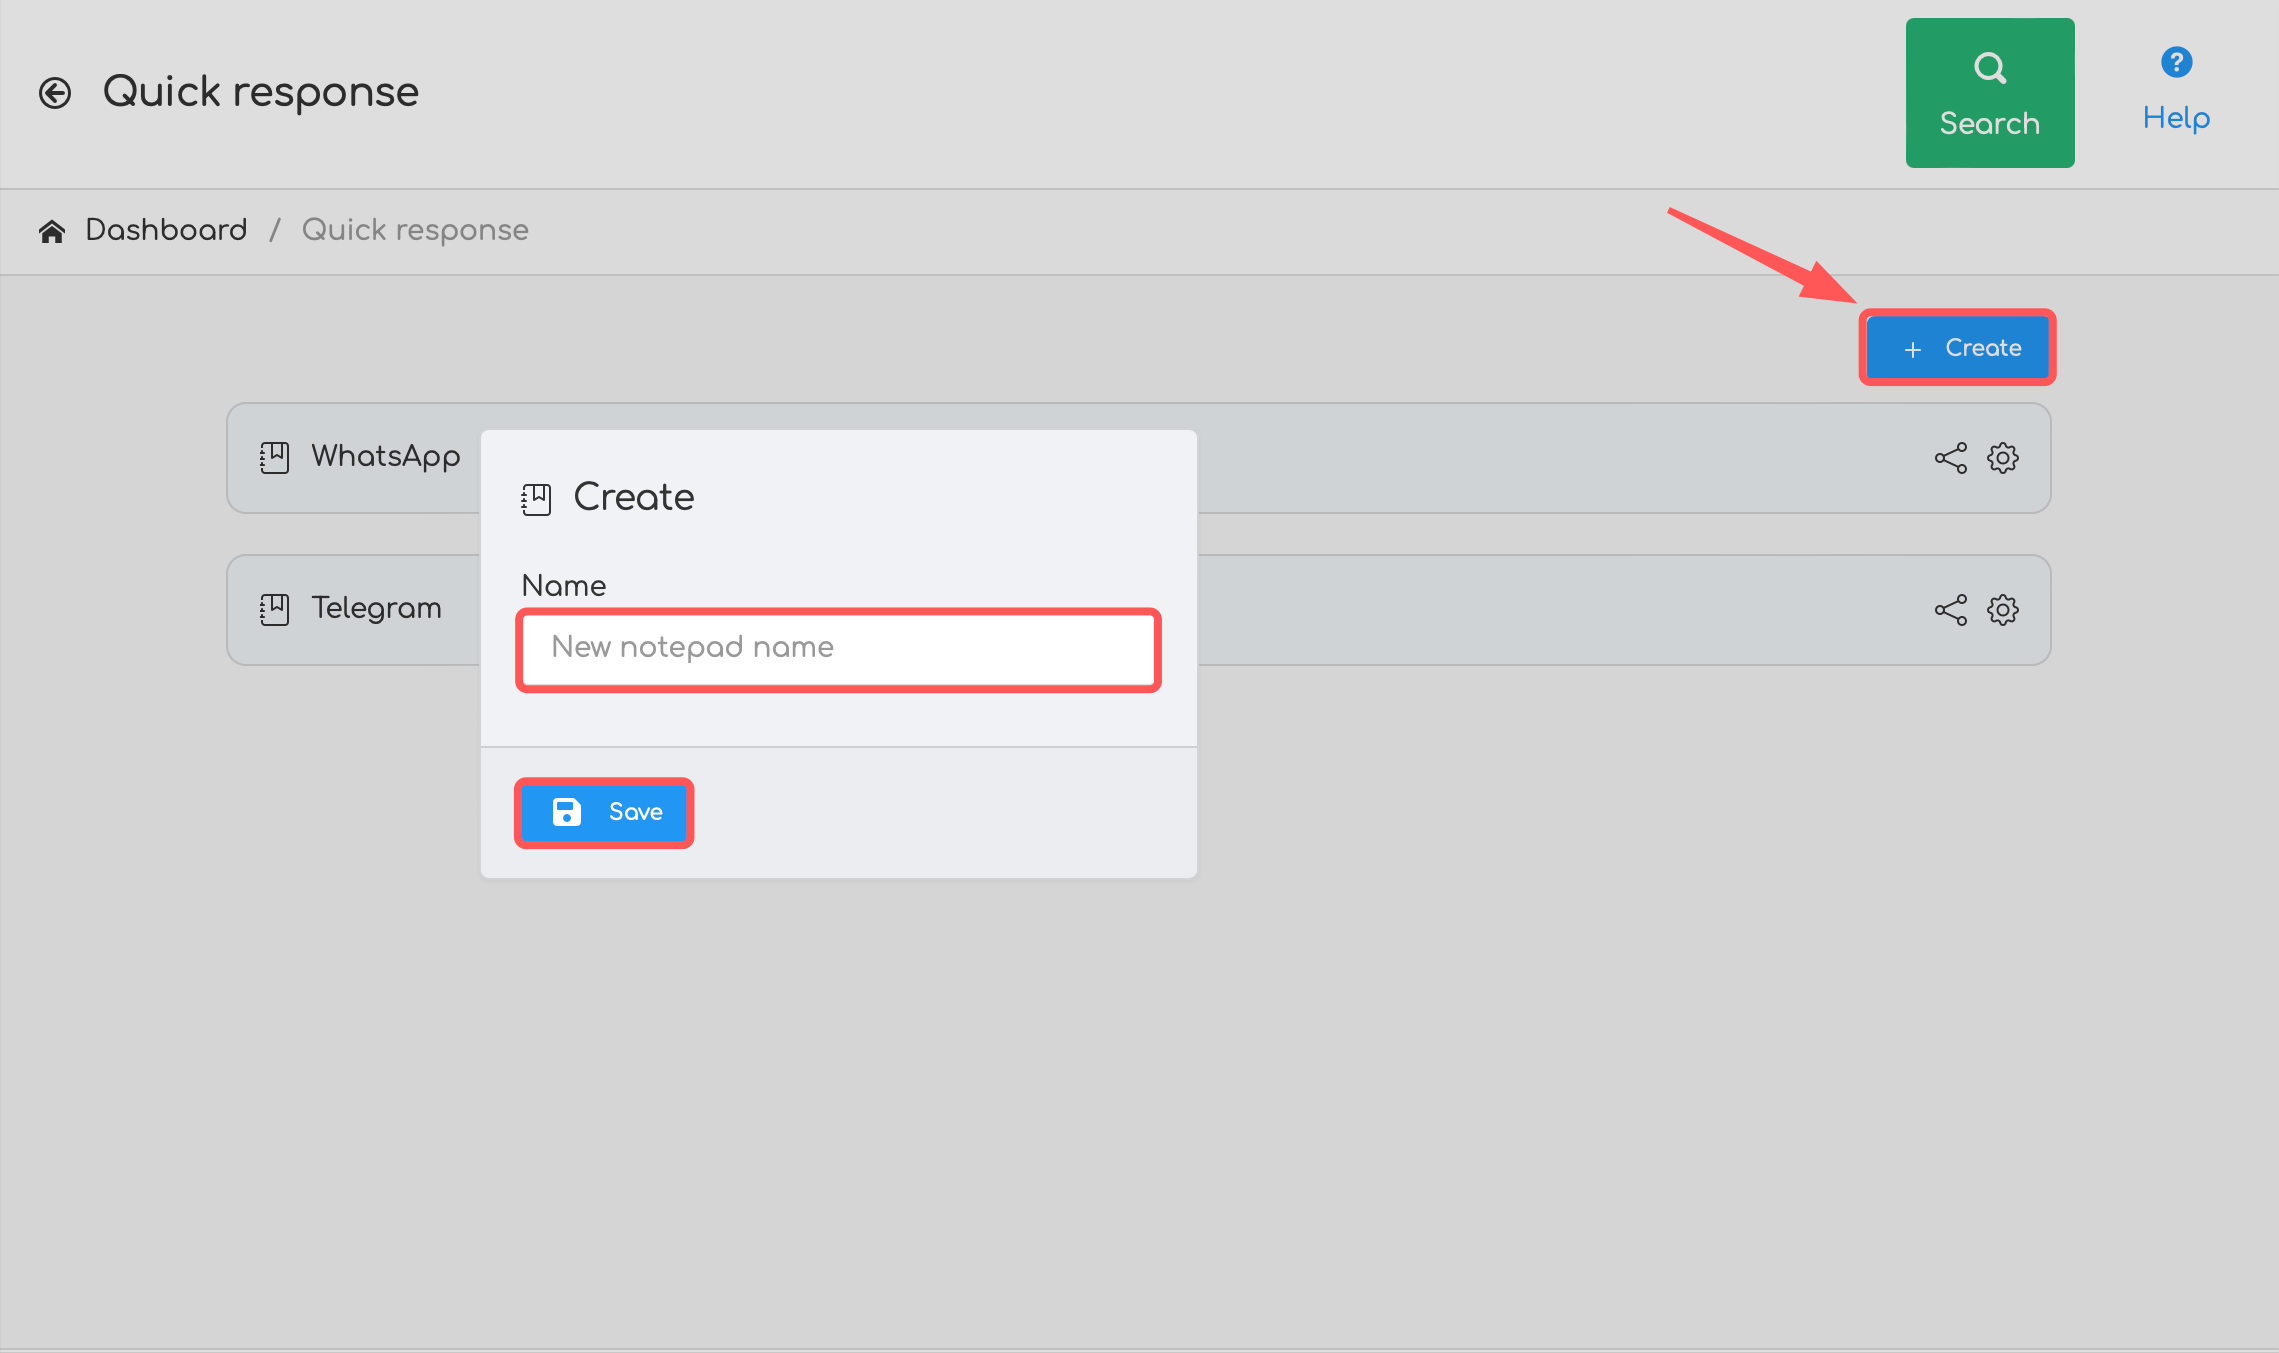 Quick response
Search
Help
Dashboard / Quick response
+ Create
WhatsApp
Telegram
Create
Name
New notepad name
Save